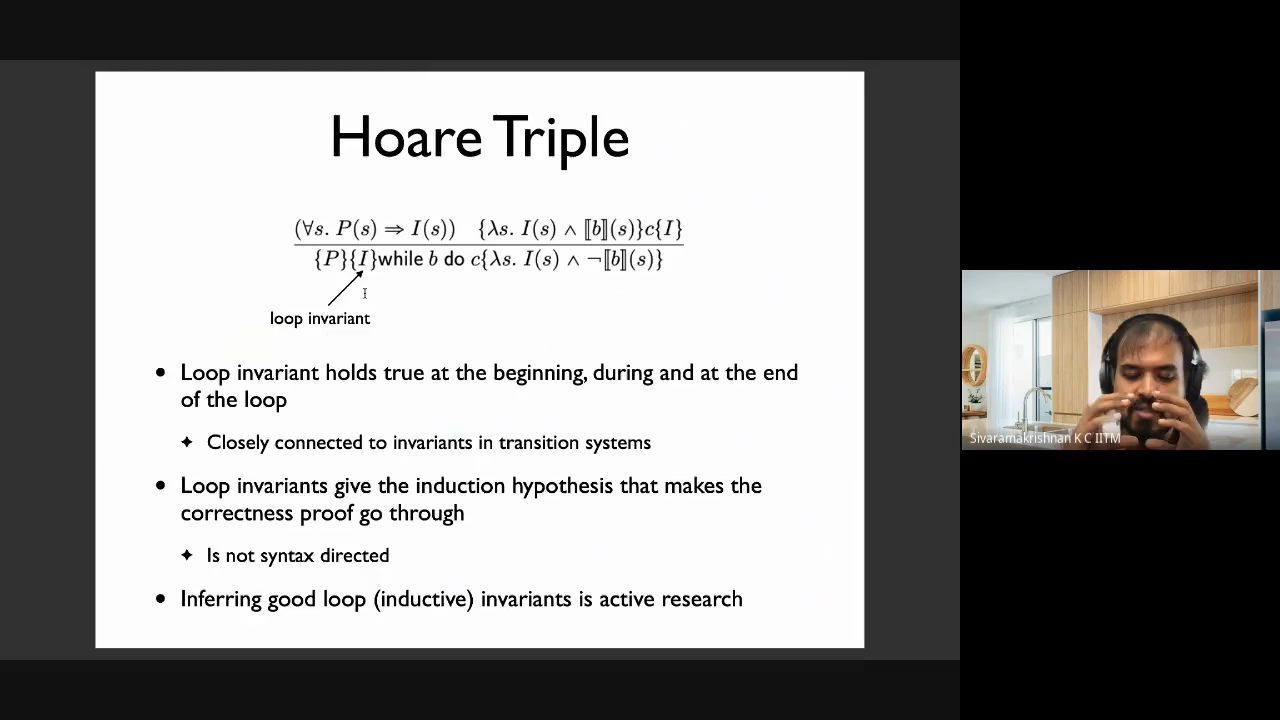 Hoare Triple
(∀s. P(s) ⇒ I(s)) {λs. I(s) ∧ ⟦b⟧(s)}c{I}
{P}{I}while b do c{λs. I(s) ∧ ¬⟦b⟧(s)}
loop invariant
• Loop invariant holds true at the beginning, during and at the end
of the loop
✦ Closely connected to invariants in transition systems
• Loop invariants give the induction hypothesis that makes the
correctness proof go through
✦ Is not syntax directed
• Inferring good loop (inductive) invariants is active research
Sivaramakrishnan K C IITM